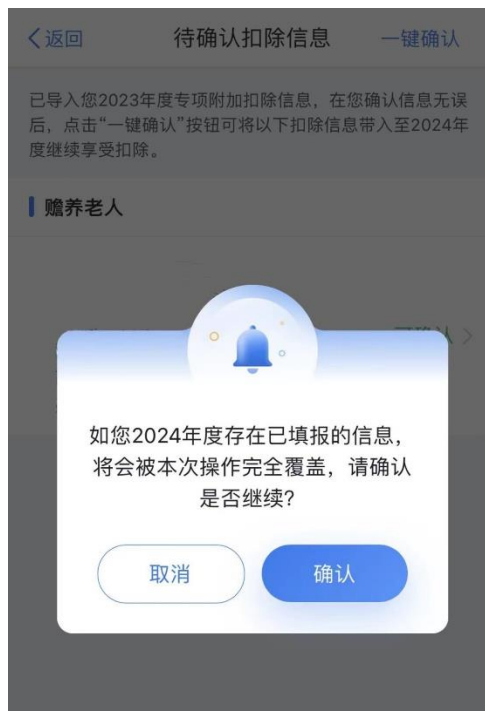 返回
待确认扣除信息
一键确认
已导入您2023年度专项附加扣除信息，在您确认信息无误
后，点击“一键确认”按钮可将以下扣除信息带入至2024年
度继续享受扣除。
赡养老人
如您2024年度存在已填报的信息，
将会被本次操作完全覆盖，请确认
是否继续？
取消
确认